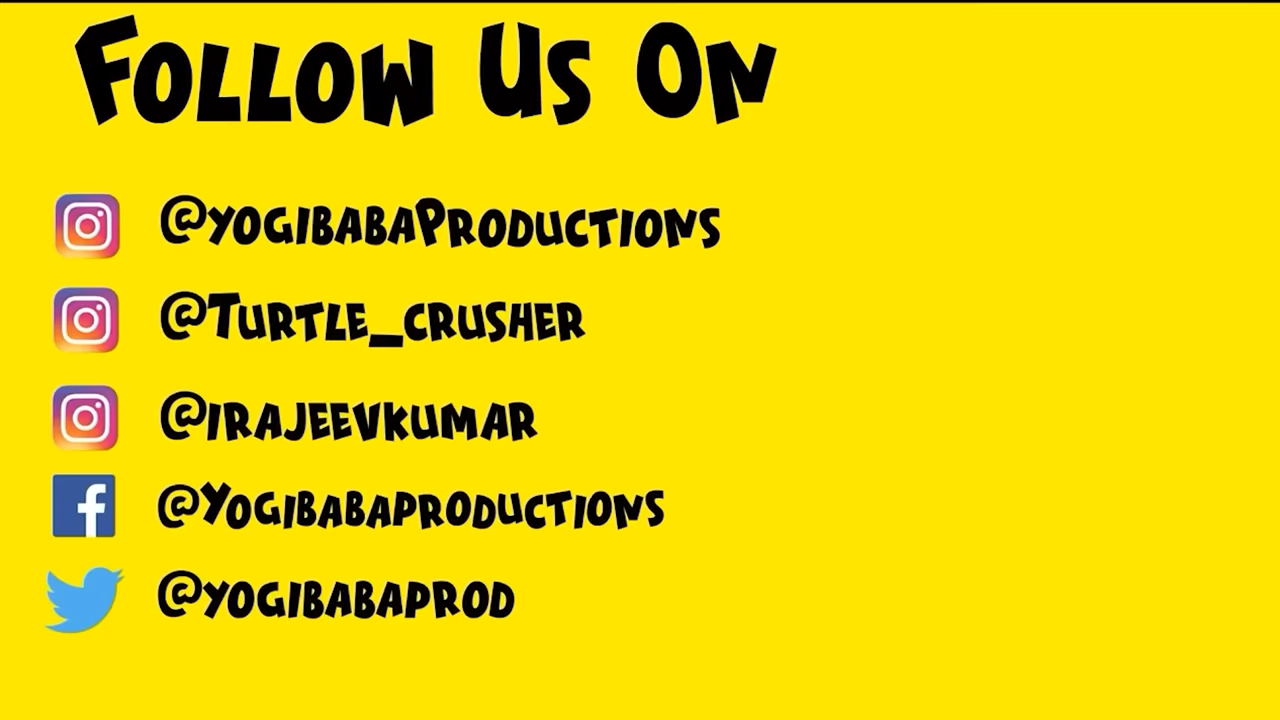 Follow Us On
@yogibabaProductions
@Turtle_crusher
@irajeevkumar
@Yogibabaproductions
@yogibabaprod